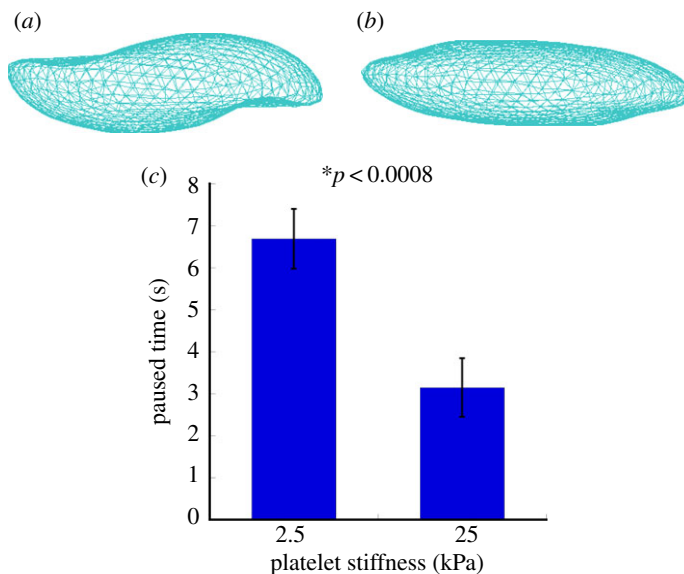 (a)
(b)
(c)
*p < 0.0008
8
7
6
5
4
3
2
1
0
paused time (s)
2.5
25
platelet stiffness (kPa)